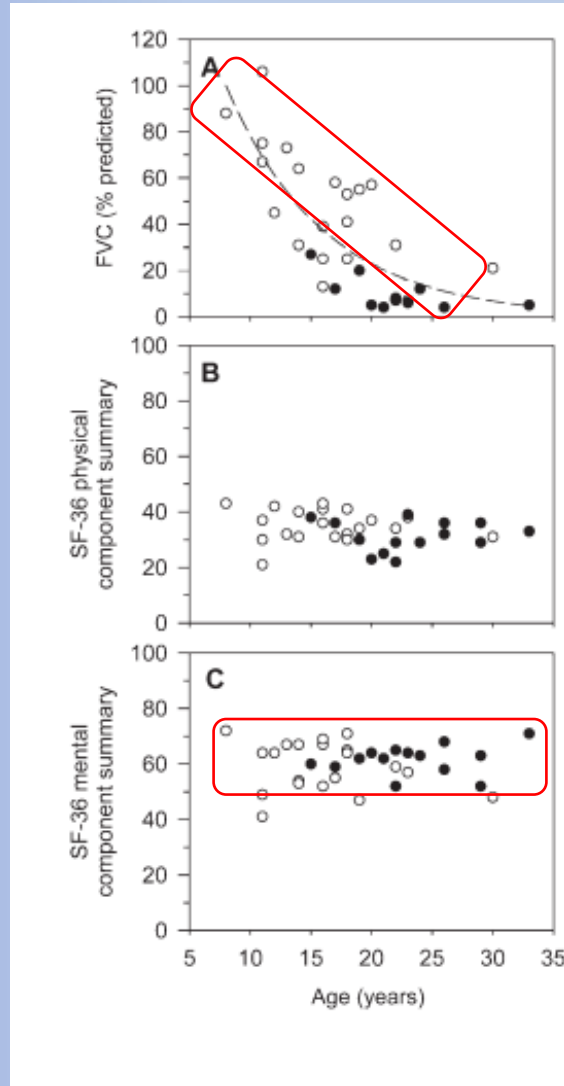 120
100
80
60
40
20
0
A
FVC (% predicted)
100
80
60
40
20
0
B
SF-36 physical
component summary
100
80
60
40
20
0
C
SF-36 mental
component summary
5 10 15 20 25 30 35
Age (years)